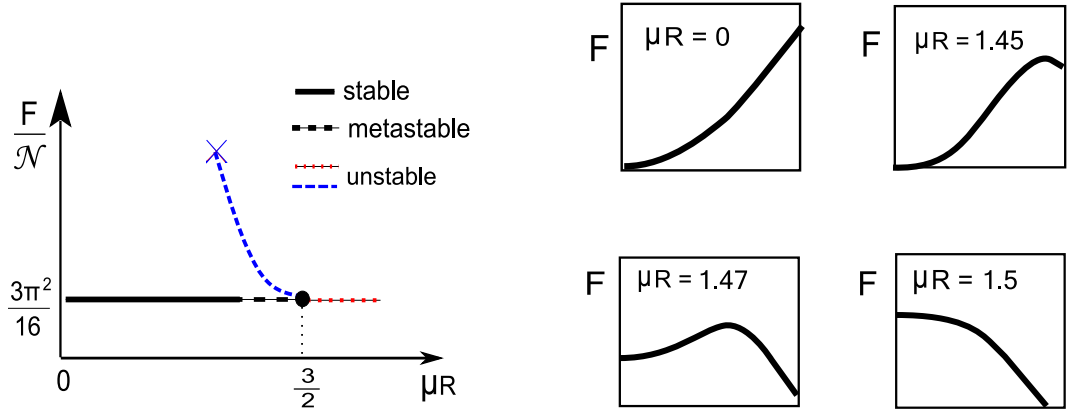 F
𝒩
stable
metastable
unstable
3π²
16
0
3
2
μR
F
μR = 0
F
μR = 1.45
F
μR = 1.47
F
μR = 1.5